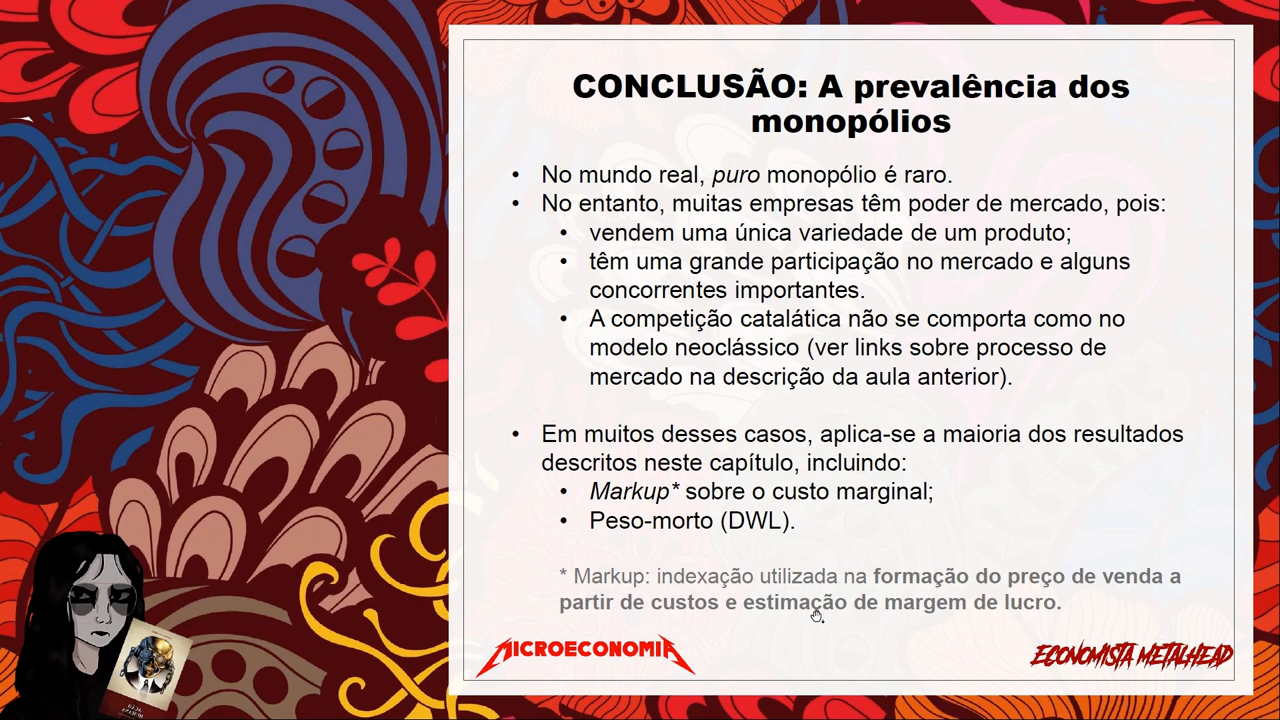 CONCLUSÃO: A prevalência dos
monopólios
• No mundo real, puro monopólio é raro.
• No entanto, muitas empresas têm poder de mercado, pois:
• vendem uma única variedade de um produto;
• têm uma grande participação no mercado e alguns
concorrentes importantes.
• A competição catalática não se comporta como no
modelo neoclássico (ver links sobre processo de
mercado na descrição da aula anterior).
• Em muitos desses casos, aplica-se a maioria dos resultados
descritos neste capítulo, incluindo:
• Markup* sobre o custo marginal;
• Peso-morto (DWL).
* Markup: indexação utilizada na formação do preço de venda a
partir de custos e estimação de margem de lucro.
MICROECONOMIA
ECONOMISTA METALHEAD